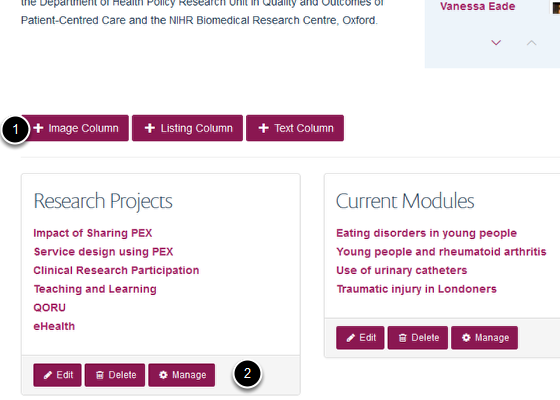 the Department of Health Policy Research Unit in Quality and Outcomes of
Patient-Centred Care and the NIHR Biomedical Research Centre, Oxford.
Vanessa Eade
1
Image Column
Listing Column
Text Column
Research Projects
Impact of Sharing PEX
Service design using PEX
Clinical Research Participation
Teaching and Learning
QORU
eHealth
Edit
Delete
Manage
2
Current Modules
Eating disorders in young people
Young people and rheumatoid arthritis
Use of urinary catheters
Traumatic injury in Londoners
Edit
Delete
Manage